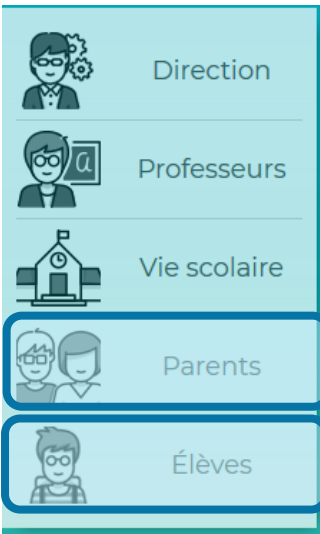 Direction
Professeurs
Vie scolaire
Parents
Élèves